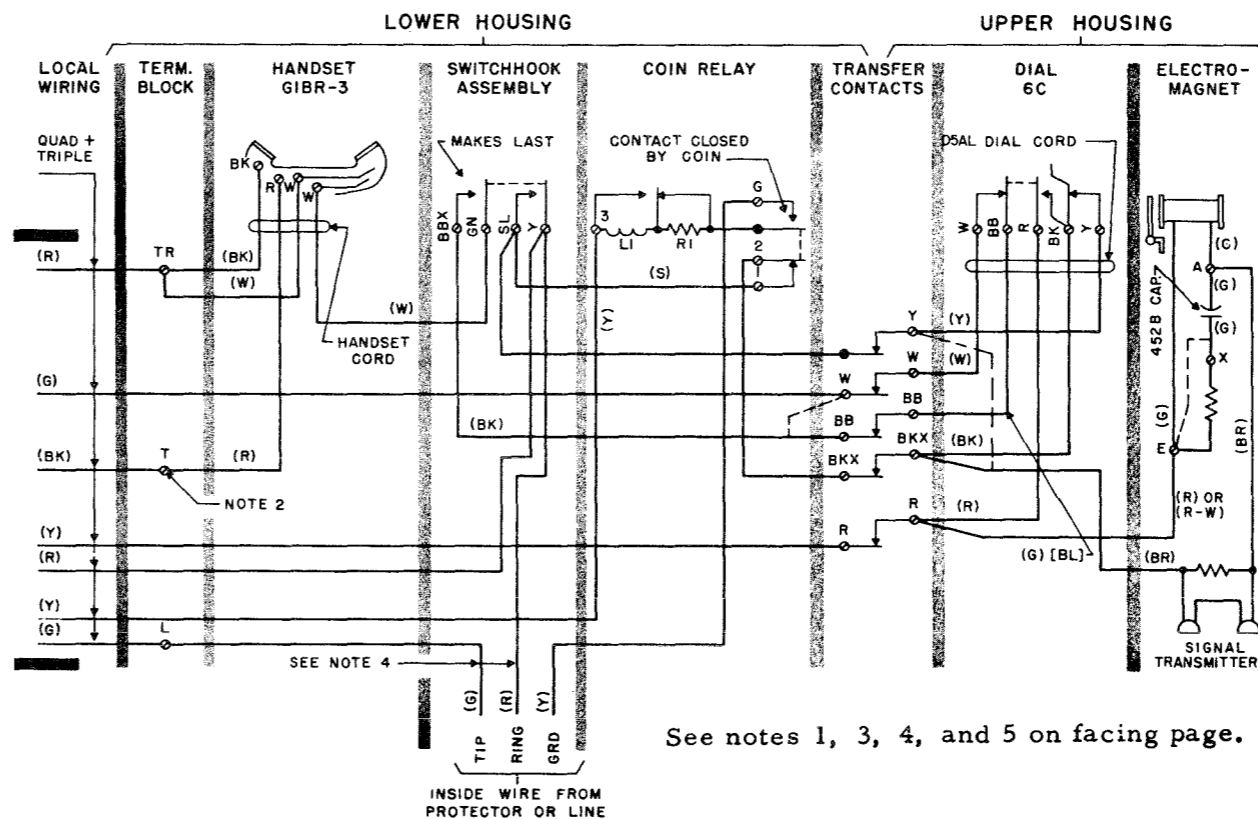 LOWER HOUSING
UPPER HOUSING
LOCAL
WIRING
TERM.
BLOCK
HANDSET
GIBR-3
SWITCHHOOK
ASSEMBLY
COIN RELAY
TRANSFER
CONTACTS
DIAL
6C
ELECTRO-
MAGNET
QUAD +
TRIPLE
MAKES LAST
CONTACT CLOSED
BY COIN
D5AL DIAL CORD
BK
R
W
W
BBX
GN
SL
Y
3
L1
R1
G
2
W
BB
R
BK
Y
452B CAP.
(G)
A
(G)
(G)
X
(G)
E
(BR)
(R)
TR
(BK)
(W)
(W)
HANDSET
CORD
(S)
(Y)
Y
(Y)
W
W
(W)
(G)
BB
BB
(BK)
BKX
BKX
(BK)
(BK)
T
(R)
NOTE 2
R
(R)
R
(Y)
(R) OR
(R-W)
(G) [BL]
(BR)
(R)
(Y)
(G)
L
SEE NOTE 4
SIGNAL
TRANSMITTER
(G)
(R)
(Y)
TIP
RING
GRD
INSIDE WIRE FROM
PROTECTOR OR LINE
See notes 1, 3, 4, and 5 on facing page.